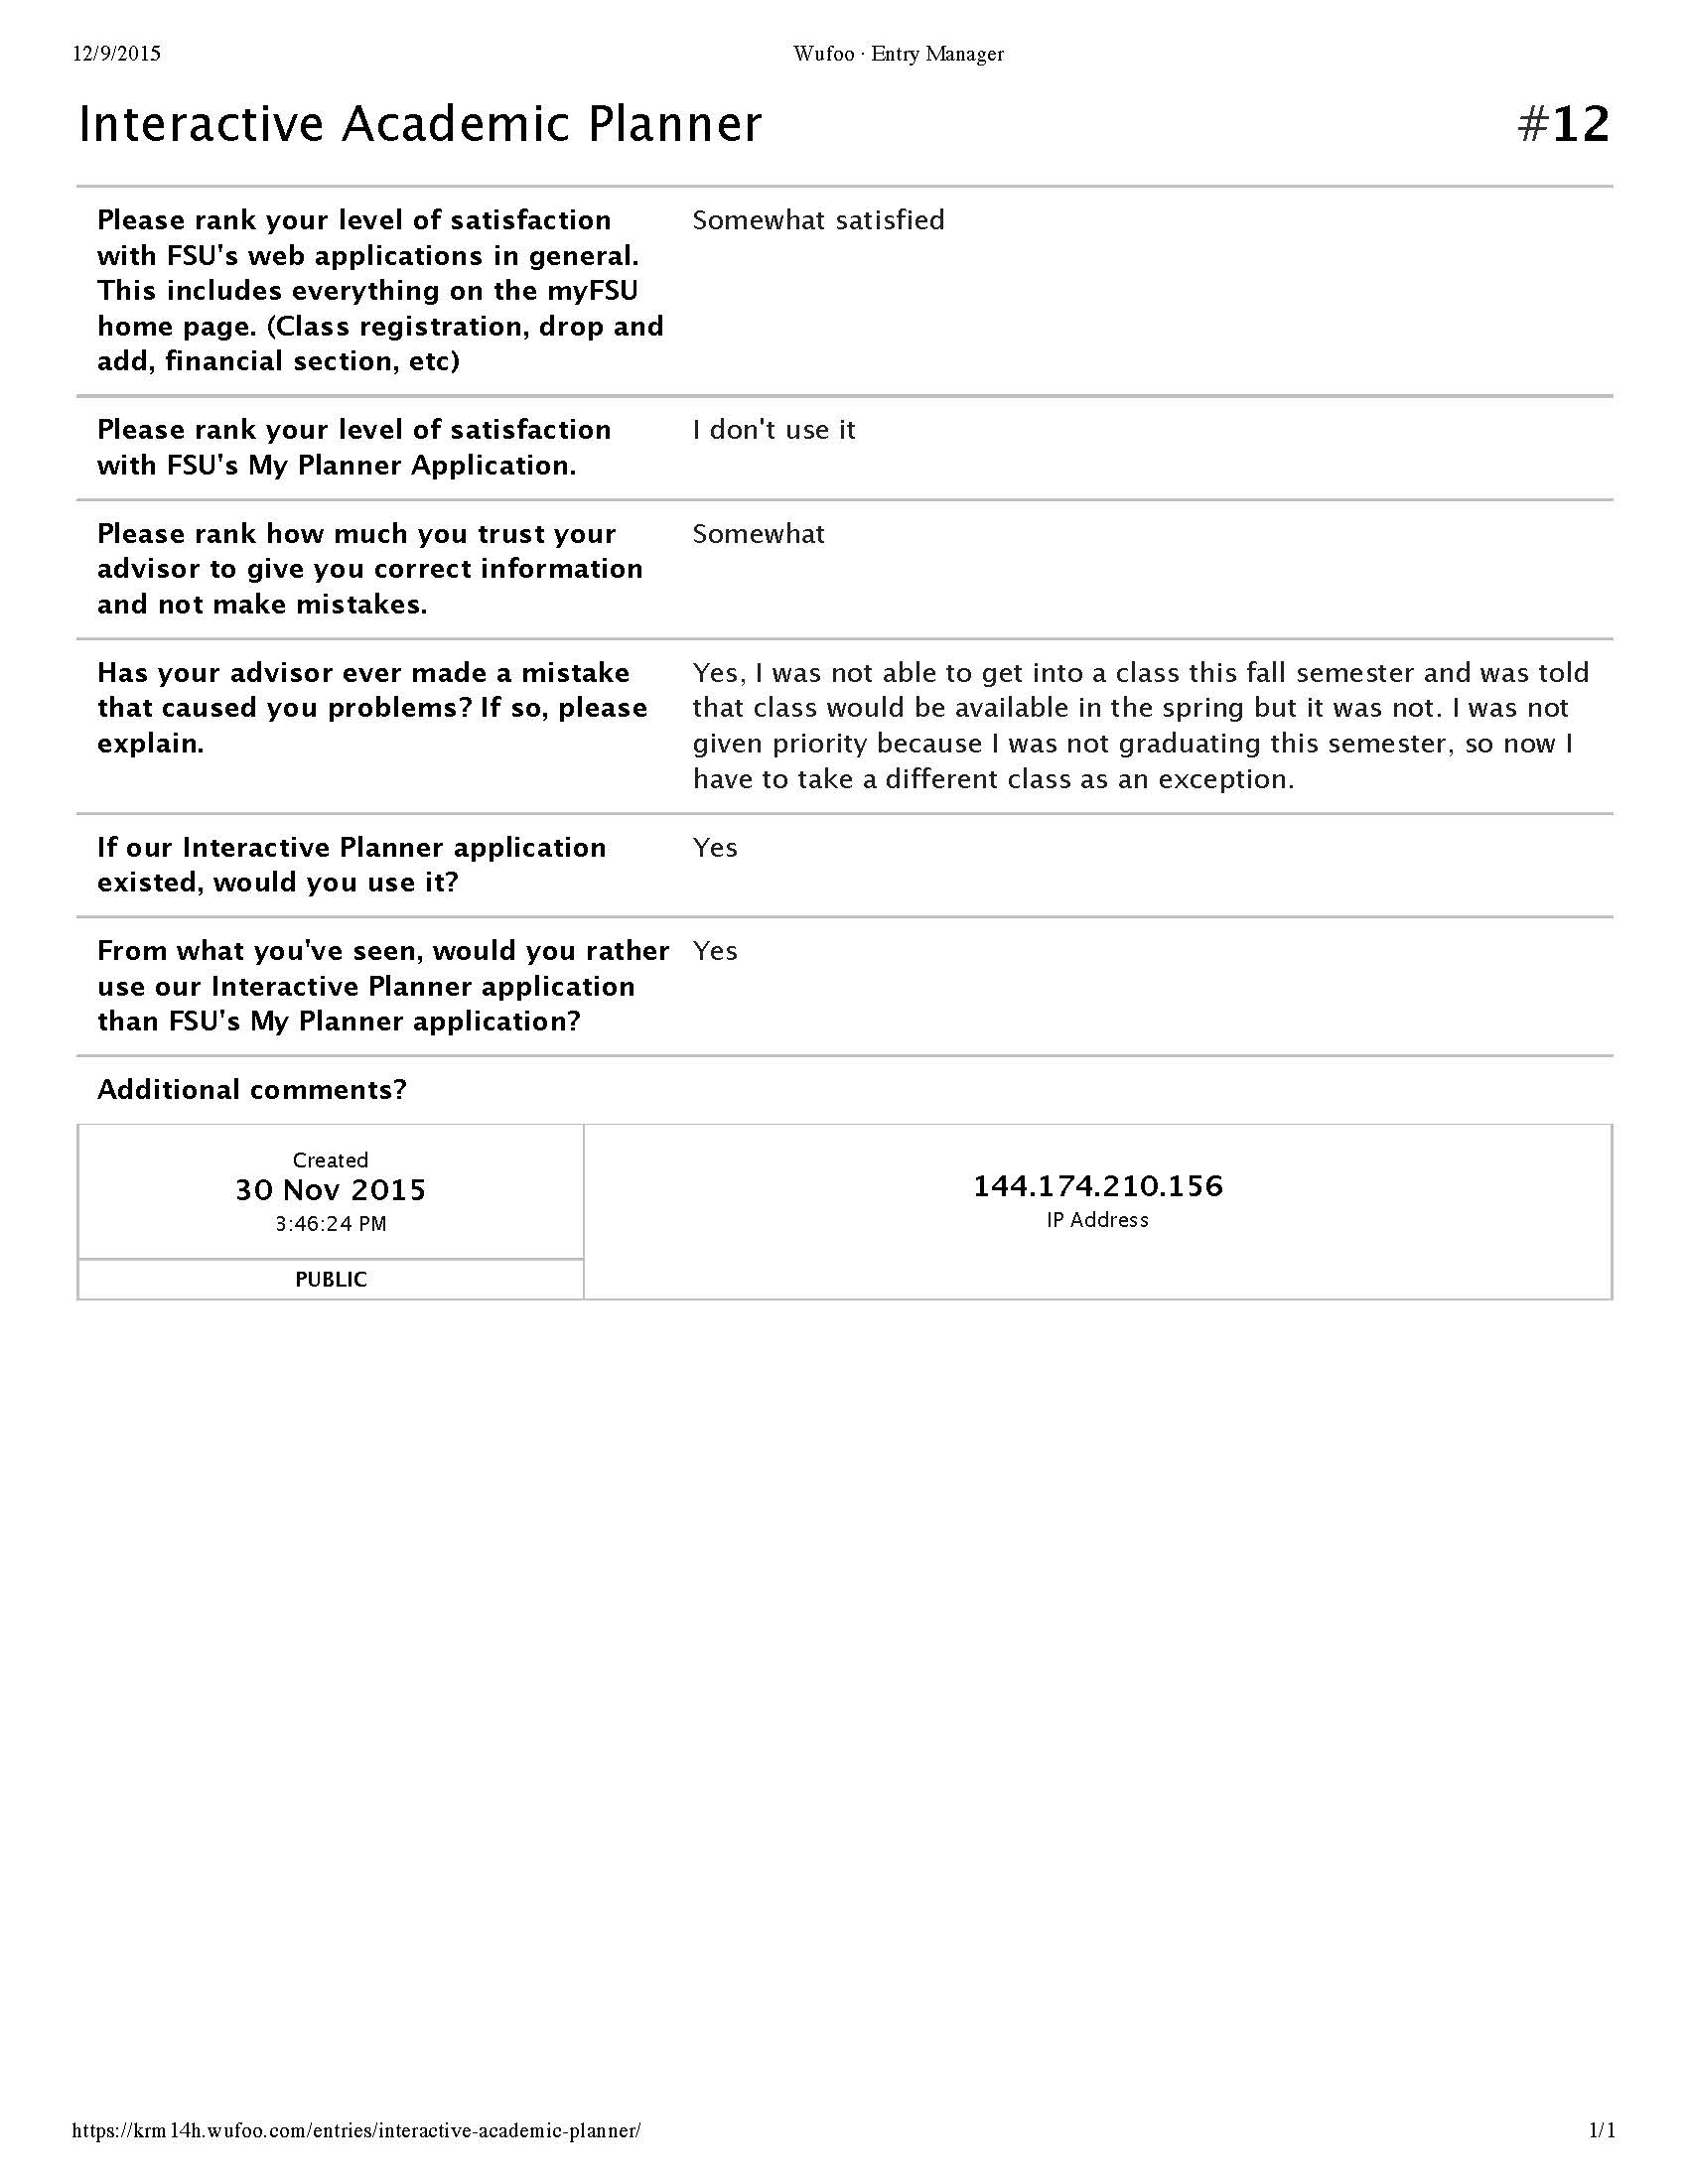 12/9/2015
Wufoo · Entry Manager
Interactive Academic Planner
#12
Please rank your level of satisfaction
with FSU's web applications in general.
This includes everything on the myFSU
home page. (Class registration, drop and
add, financial section, etc)
Somewhat satisfied
Please rank your level of satisfaction
with FSU's My Planner Application.
I don't use it
Please rank how much you trust your
advisor to give you correct information
and not make mistakes.
Somewhat
Has your advisor ever made a mistake
that caused you problems? If so, please
explain.
Yes, I was not able to get into a class this fall semester and was told
that class would be available in the spring but it was not. I was not
given priority because I was not graduating this semester, so now I
have to take a different class as an exception.
If our Interactive Planner application
existed, would you use it?
Yes
From what you've seen, would you rather
use our Interactive Planner application
than FSU's My Planner application?
Yes
Additional comments?
Created
30 Nov 2015
3:46:24 PM
PUBLIC
144.174.210.156
IP Address
https://krm14h.wufoo.com/entries/interactive-academic-planner/
1/1